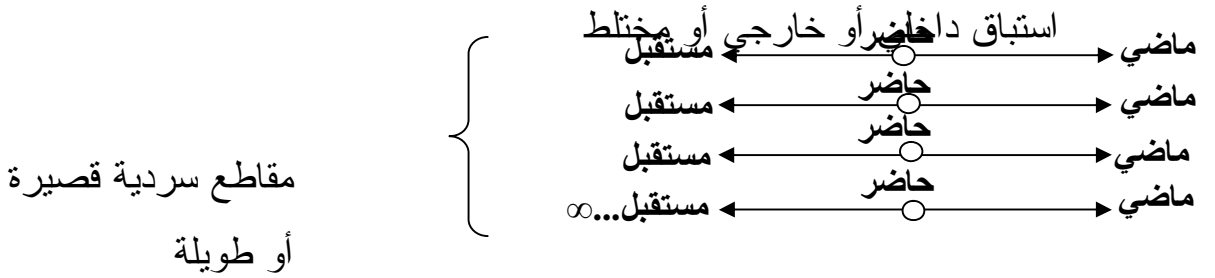 استباق داخلي أو خارجي أو مختلط
ماضي حاضر مستقبل
ماضي حاضر مستقبل
ماضي حاضر مستقبل
ماضي حاضر مستقبل...∞
مقاطع سردية قصيرة
أو طويلة